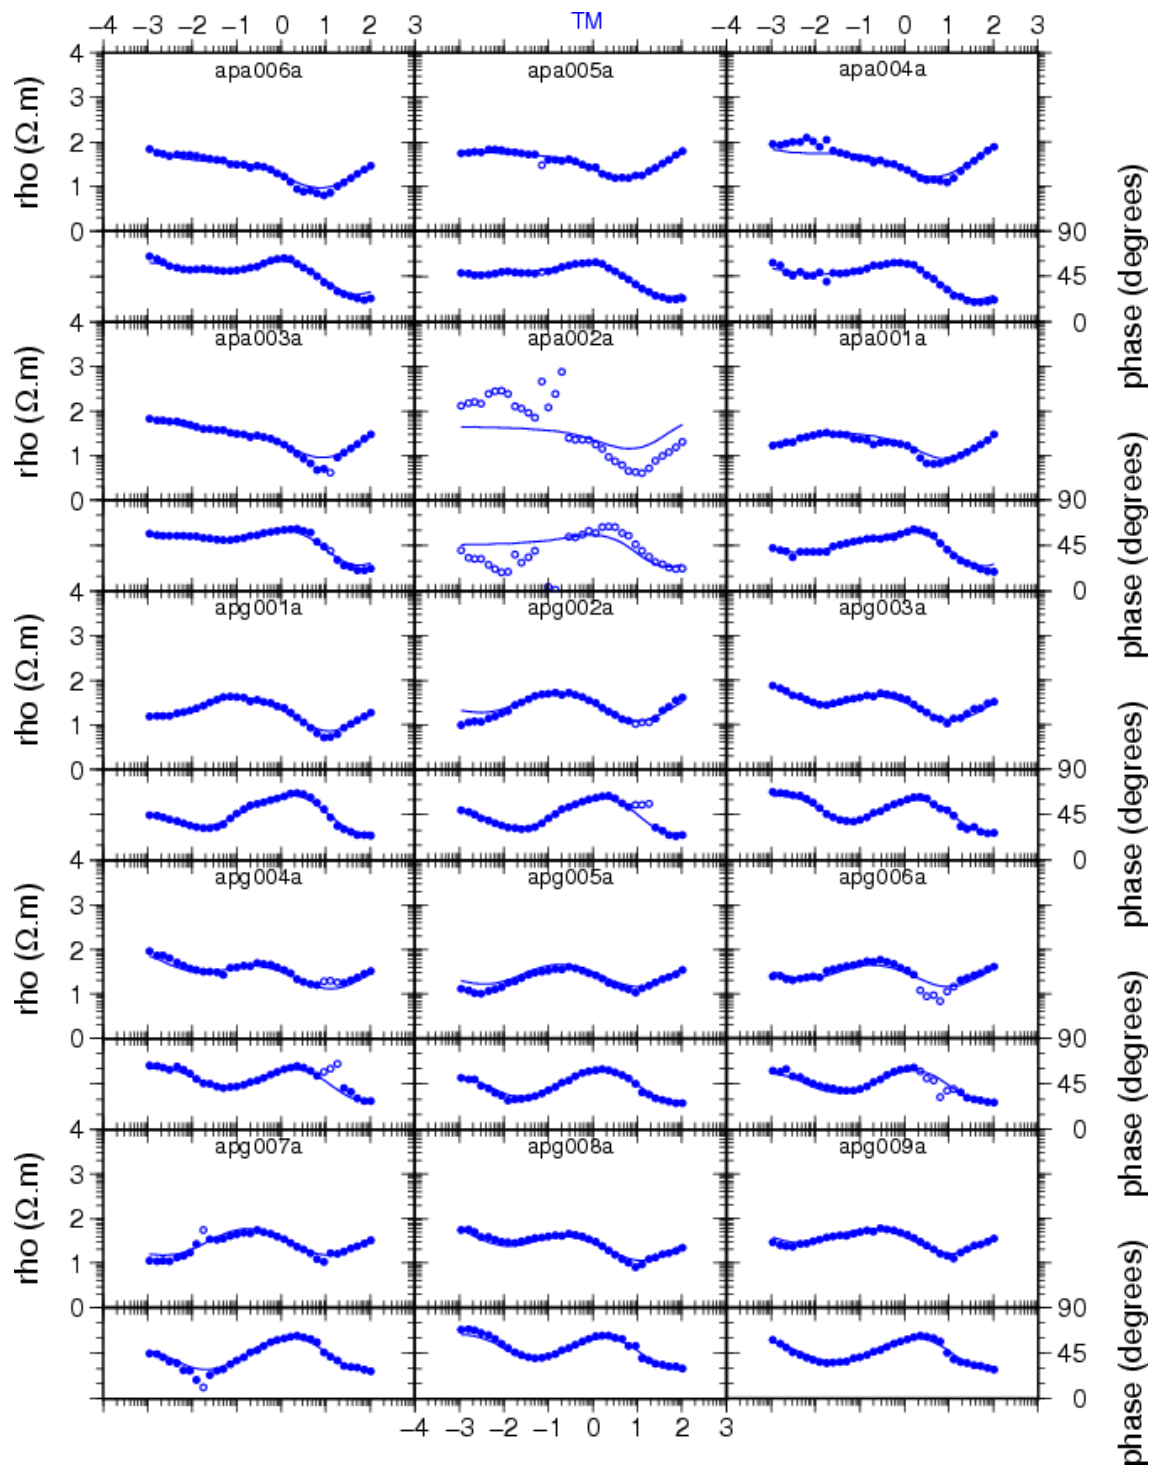 TM
−4 −3 −2 −1 0 1 2 3 −4 −3 −2 −1 0 1 2 3
apa006a apa005a apa004a
rho (Ω.m) 4 3 2 1 0
90 45 0 phase (degrees)
apa003a apa002a apa001a
rho (Ω.m) 4 3 2 1 0
90 45 0 phase (degrees)
apg001a apg002a apg003a
rho (Ω.m) 4 3 2 1 0
90 45 0 phase (degrees)
apg004a apg005a apg006a
rho (Ω.m) 4 3 2 1 0
90 45 0 phase (degrees)
apg007a apg008a apg009a
rho (Ω.m) 4 3 2 1 0
90 45 0 phase (degrees)
−4 −3 −2 −1 0 1 2 3